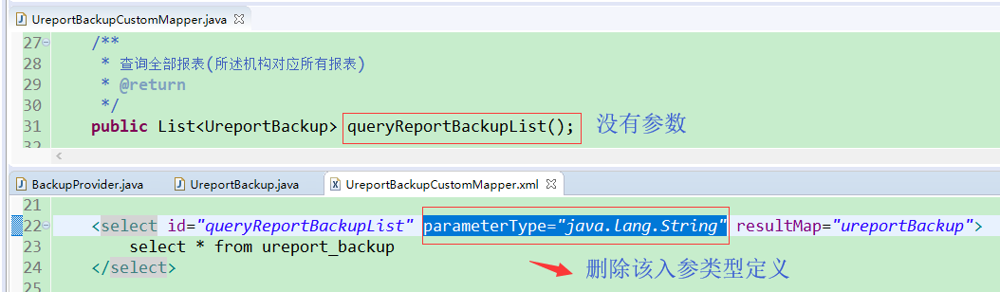 UreportBackupCustomMapper.java
27 /**
28 * 查询全部报表(所述机构对应所有报表)
29 * @return
30 */
31 public List<UreportBackup> queryReportBackupList(); 没有参数
32
BackupProvider.java UreportBackup.java UreportBackupCustomMapper.xml
21
22 <select id="queryReportBackupList" parameterType="java.lang.String" resultMap="ureportBackup">
23 select * from ureport_backup
24 </select> 删除该入参类型定义
25